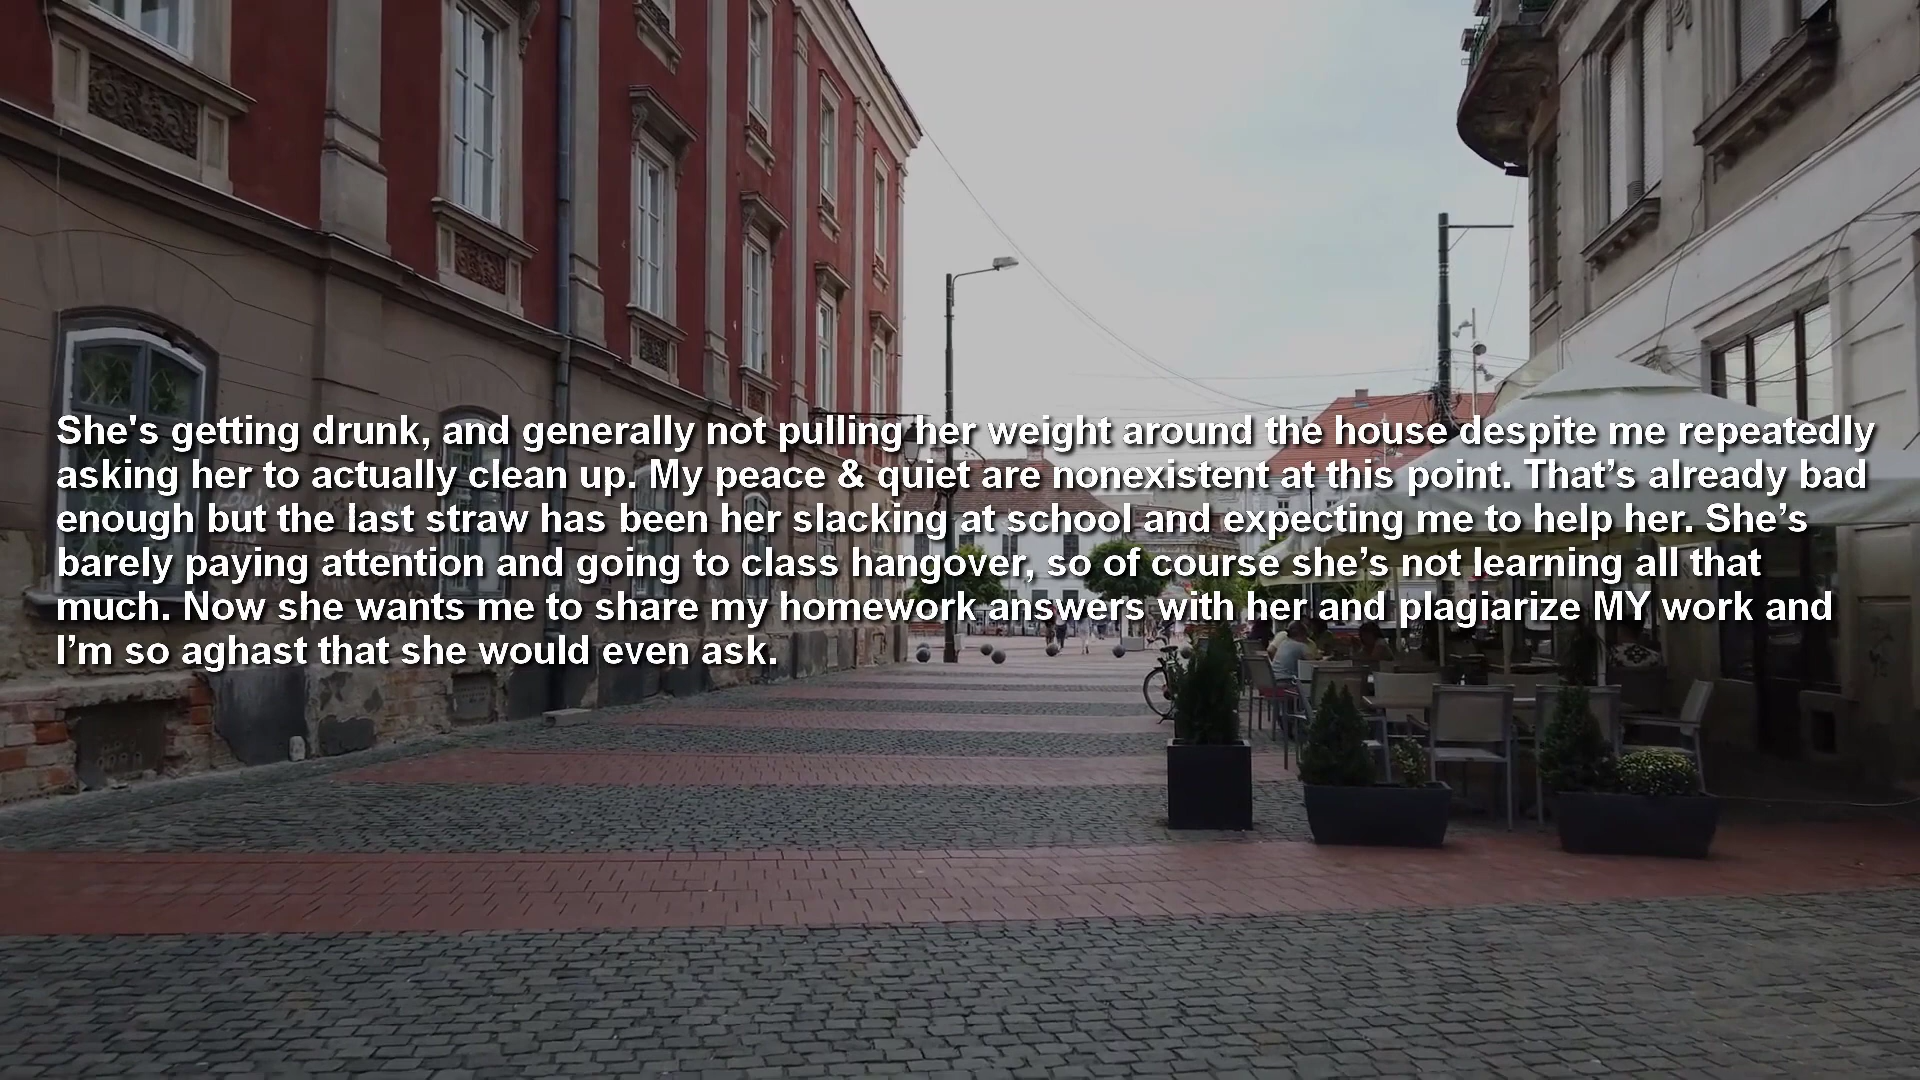 She's getting drunk, and generally not pulling her weight around the house despite me repeatedly
asking her to actually clean up. My peace & quiet are nonexistent at this point. That’s already bad
enough but the last straw has been her slacking at school and expecting me to help her. She’s
barely paying attention and going to class hangover, so of course she’s not learning all that
much. Now she wants me to share my homework answers with her and plagiarize MY work and
I’m so aghast that she would even ask.